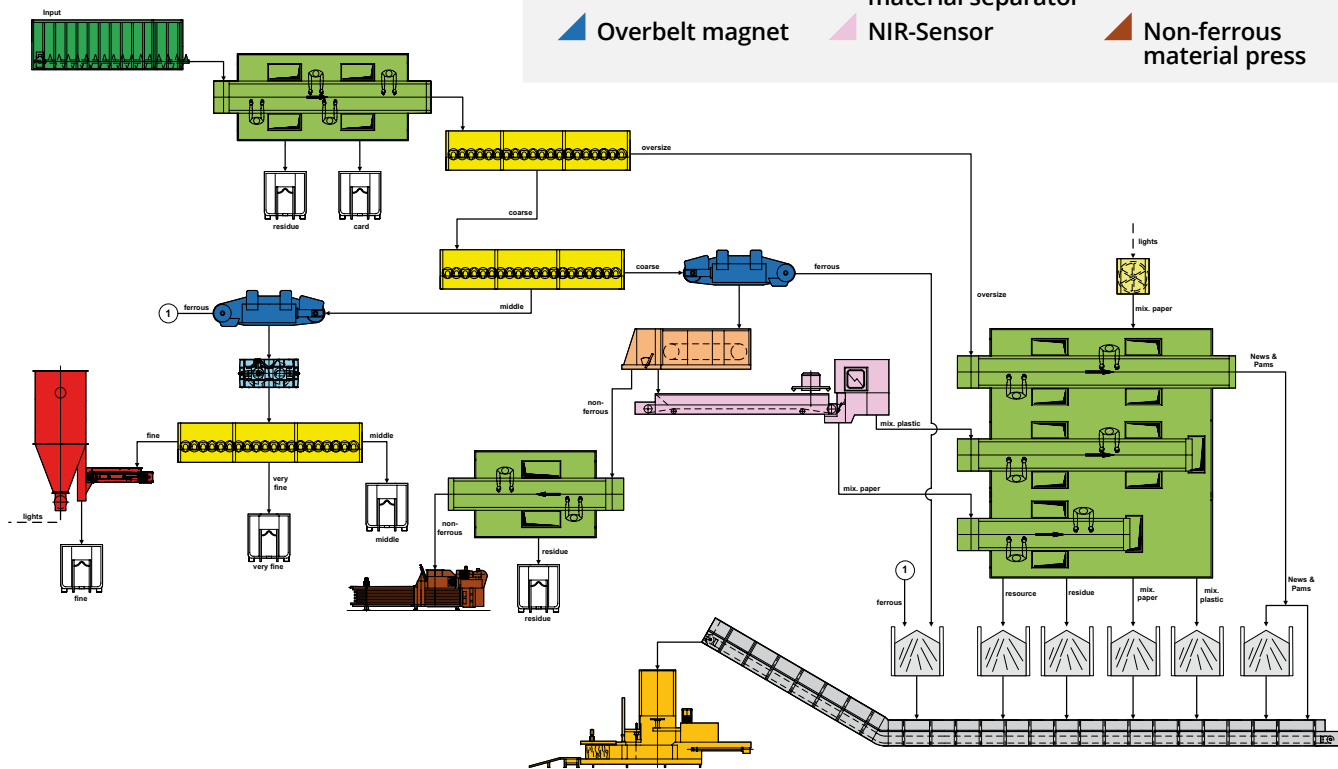 material separator
Overbelt magnet
NIR-Sensor
Non-ferrous
material press
Input
residue
card
oversize
coarse
coarse
ferrous
middle
ferrous
1
lights
mix. paper
oversize
News &
Pams
non-
ferrous
mix. plastic
mix. paper
fine
middle
very
fine
lights
fine
very fine
middle
non-
ferrous
residue
residue
1
ferrous
resource
residue
mix.
paper
mix.
plastic
News &
Pams